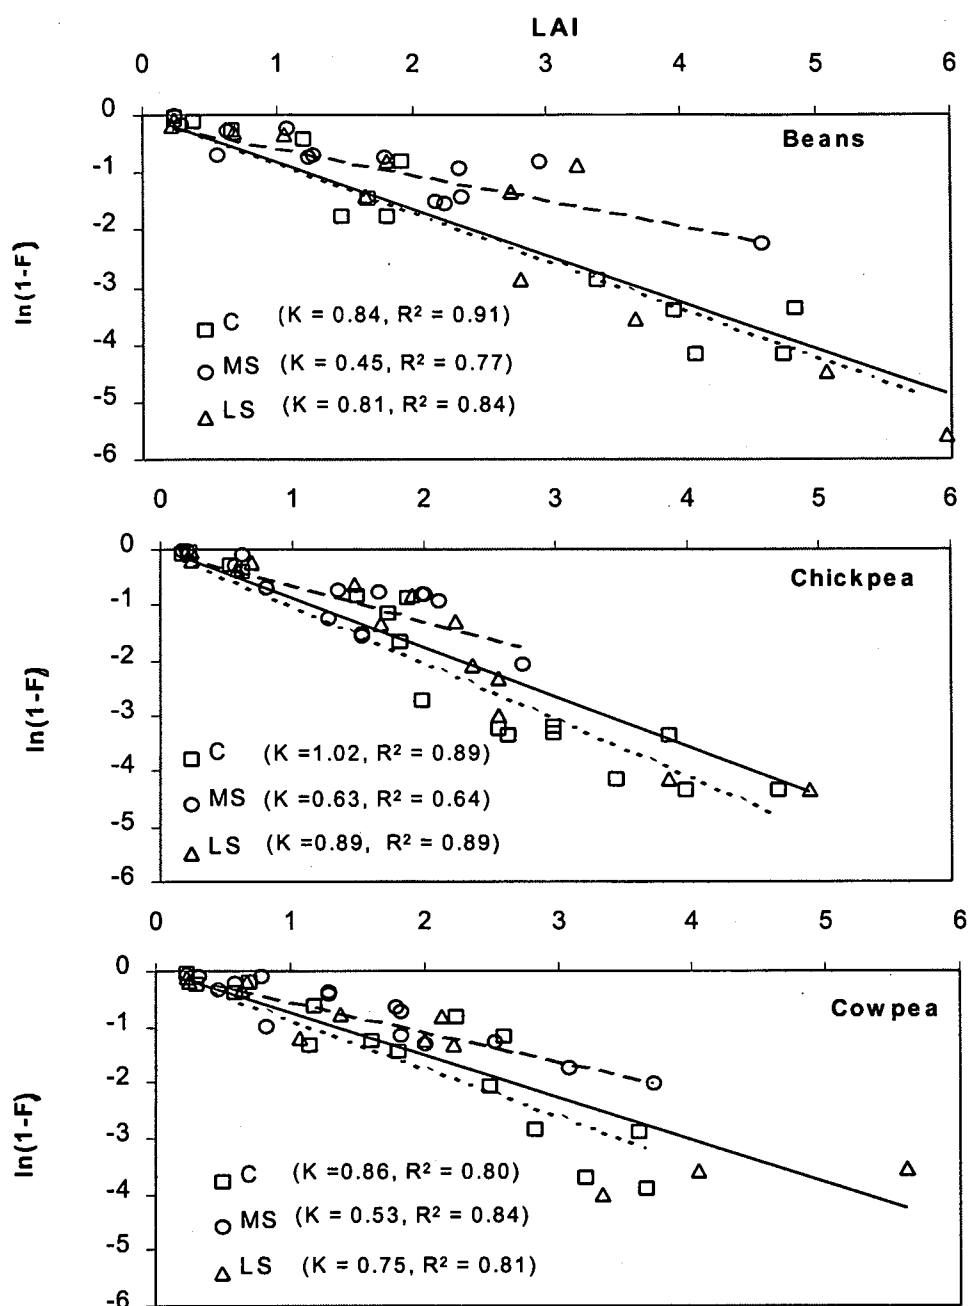 LAI
0 1 2 3 4 5 6
0
Beans
-1
-2
ln(1-F)
-3
C (K = 0.84, R² = 0.91)
-4
MS (K = 0.45, R² = 0.77)
-5
LS (K = 0.81, R² = 0.84)
-6
0 1 2 3 4 5 6
0
Chickpea
-1
-2
ln(1-F)
-3
C (K =1.02, R² = 0.89)
-4
MS (K =0.63, R² = 0.64)
-5
LS (K =0.89, R² = 0.89)
-6
0 1 2 3 4 5 6
0
Cowpea
-1
-2
ln(1-F)
-3
C (K =0.86, R² = 0.80)
-4
MS (K = 0.53, R² = 0.84)
-5
LS (K = 0.75, R² = 0.81)
-6